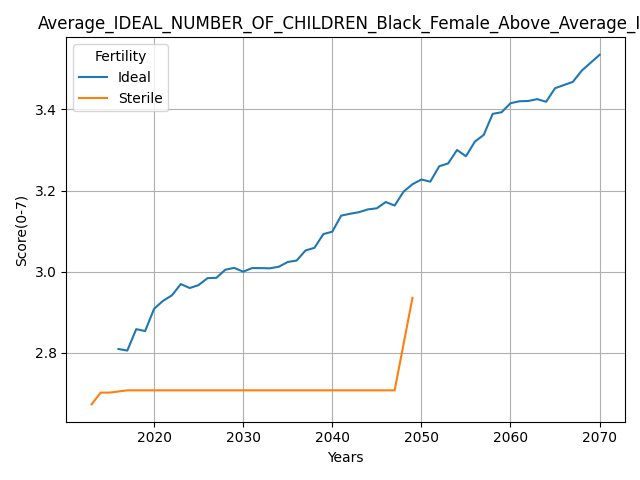 Average_IDEAL_NUMBER_OF_CHILDREN_Black_Female_Above_Average_I
Fertility
Ideal
Sterile
Score(0-7)
3.4
3.2
3.0
2.8
2020 2030 2040 2050 2060 2070
Years